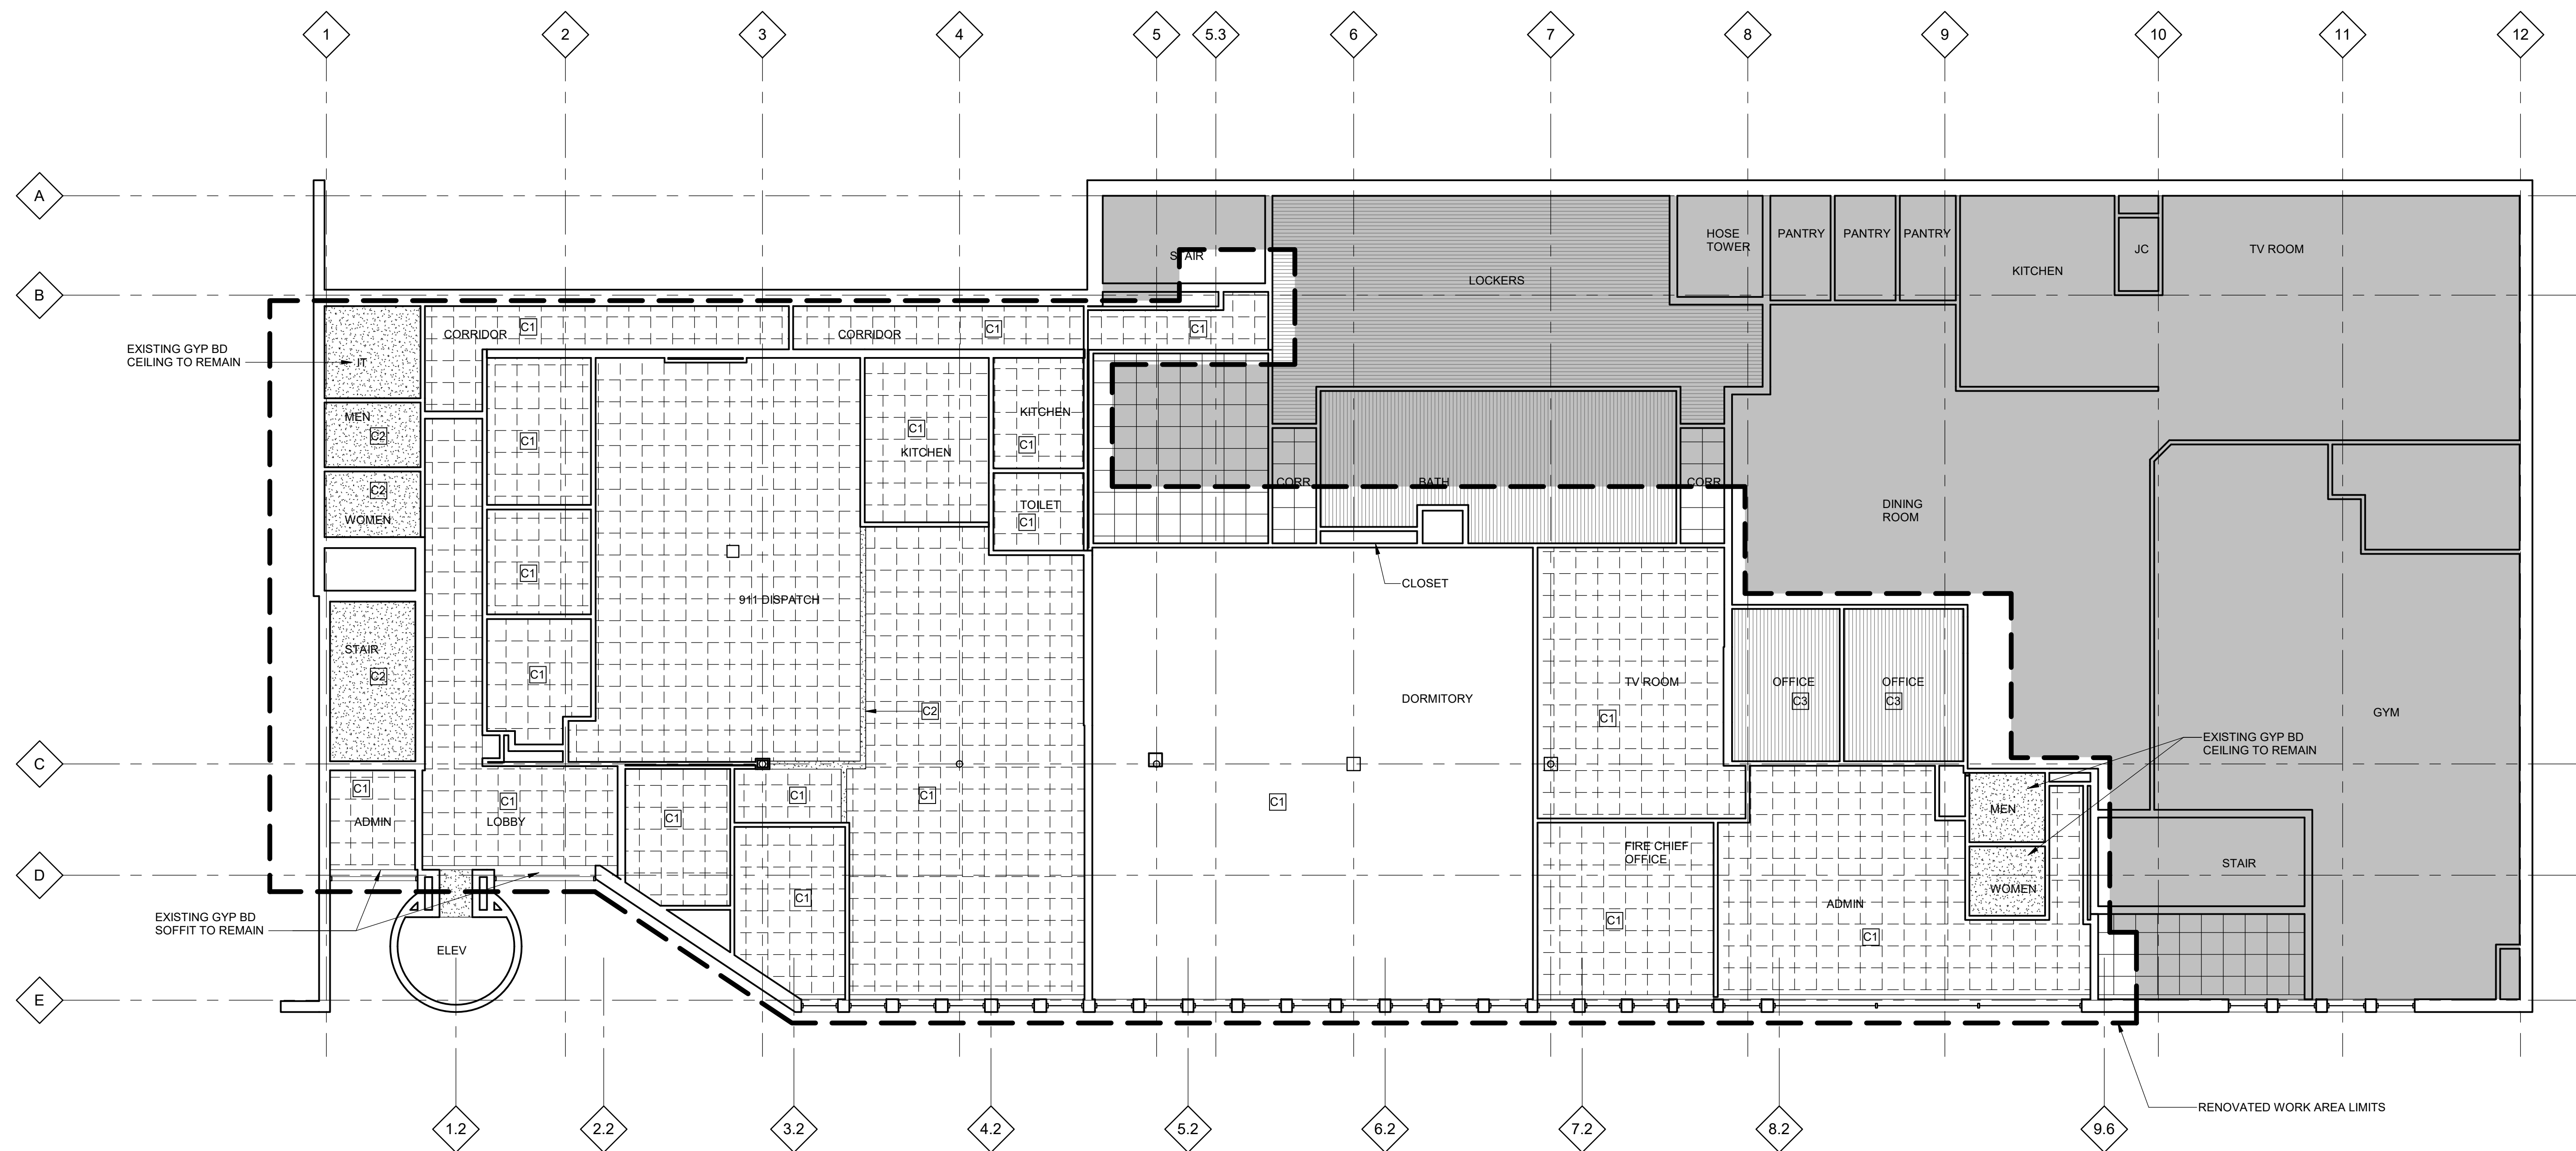 1
2
3
4
5
5.3
6
7
8
9
10
11
12
A
B
C
D
E
STAIR
LOCKERS
HOSE
TOWER
PANTRY
PANTRY
PANTRY
KITCHEN
JC
TV ROOM
CORRIDOR
C1
CORRIDOR
C1
C1
EXISTING GYP BD
CEILING TO REMAIN
IT
MEN
C2
C2
WOMEN
C1
C1
C1
C1
KITCHEN
KITCHEN
C1
TOILET
C1
CORR
BATH
CORR
DINING
ROOM
CLOSET
911 DISPATCH
STAIR
C2
C2
DORMITORY
TV ROOM
C1
OFFICE
C3
OFFICE
C3
GYM
EXISTING GYP BD
CEILING TO REMAIN
C1
ADMIN
C1
LOBBY
C1
C1
C1
C1
MEN
FIRE CHIEF
OFFICE
STAIR
WOMEN
ADMIN
C1
C1
C1
EXISTING GYP BD
SOFFIT TO REMAIN
ELEV
RENOVATED WORK AREA LIMITS
1.2
2.2
3.2
4.2
5.2
6.2
7.2
8.2
9.6